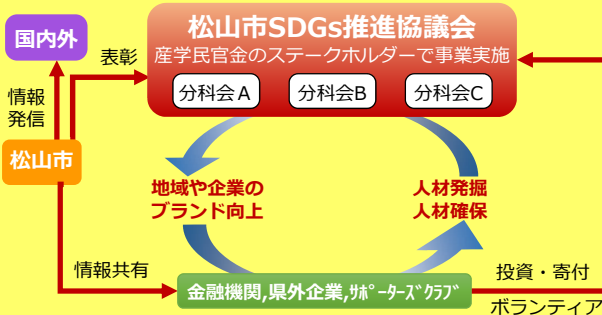 松山市SDGs推進協議会
産学民官金のステークホルダーで事業実施
分科会A
分科会B
分科会C
国内外
表彰
情報
発信
松山市
地域や企業の
ブランド向上
人材発掘
人材確保
情報共有
金融機関,県外企業,ｻﾎﾟｰﾀｰｽﾞｸﾗﾌﾞ
投資・寄付
ボランティア